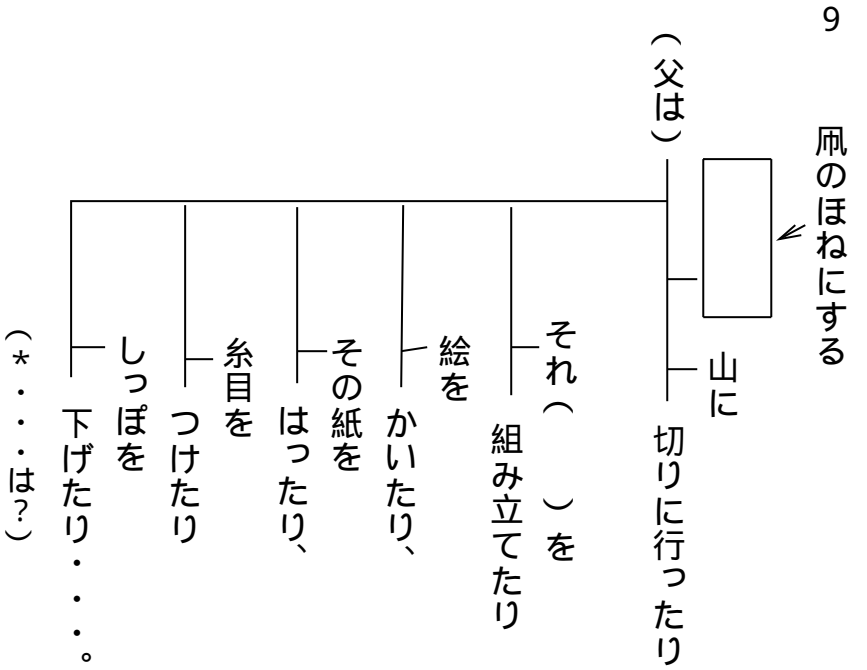 9
凧のほねにする
（父は）
山に
切りに行ったり
それ（　　）を
組み立てたり
絵を
かいたり、
その紙を
はったり、
糸目を
つけたり
しっぽを
下げたり・・・。
（＊・・・は？）